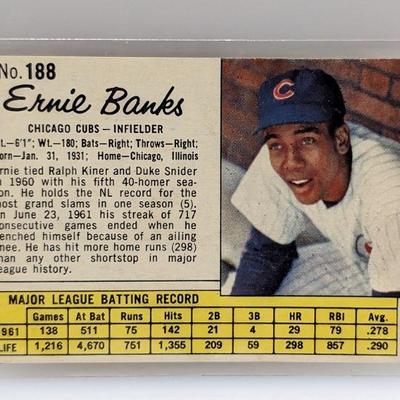 No. 188
Ernie Banks
CHICAGO CUBS — INFIELDER
t.—6'1"; Wt.—180; Bats—Right; Throws—Right;
orn—Jan. 31, 1931; Home—Chicago, Illinois
rnie tied Ralph Kiner and Duke Snider
n 1960 with his fifth 40-homer sea-
on. He holds the NL record for the
ost grand slams in one season (5).
n June 23, 1961 his streak of 717
onsecutive games ended when he
enched himself because of an ailing
nee. He has hit more home runs (298)
han any other shortstop in major
eague history.
C
MAJOR LEAGUE BATTING RECORD
Games At Bat Runs Hits 2B 3B HR RBI Avg.
1961 138 511 75 142 21 4 29 79 .278
LIFE 1,216 4,670 751 1,355 209 59 298 857 .290